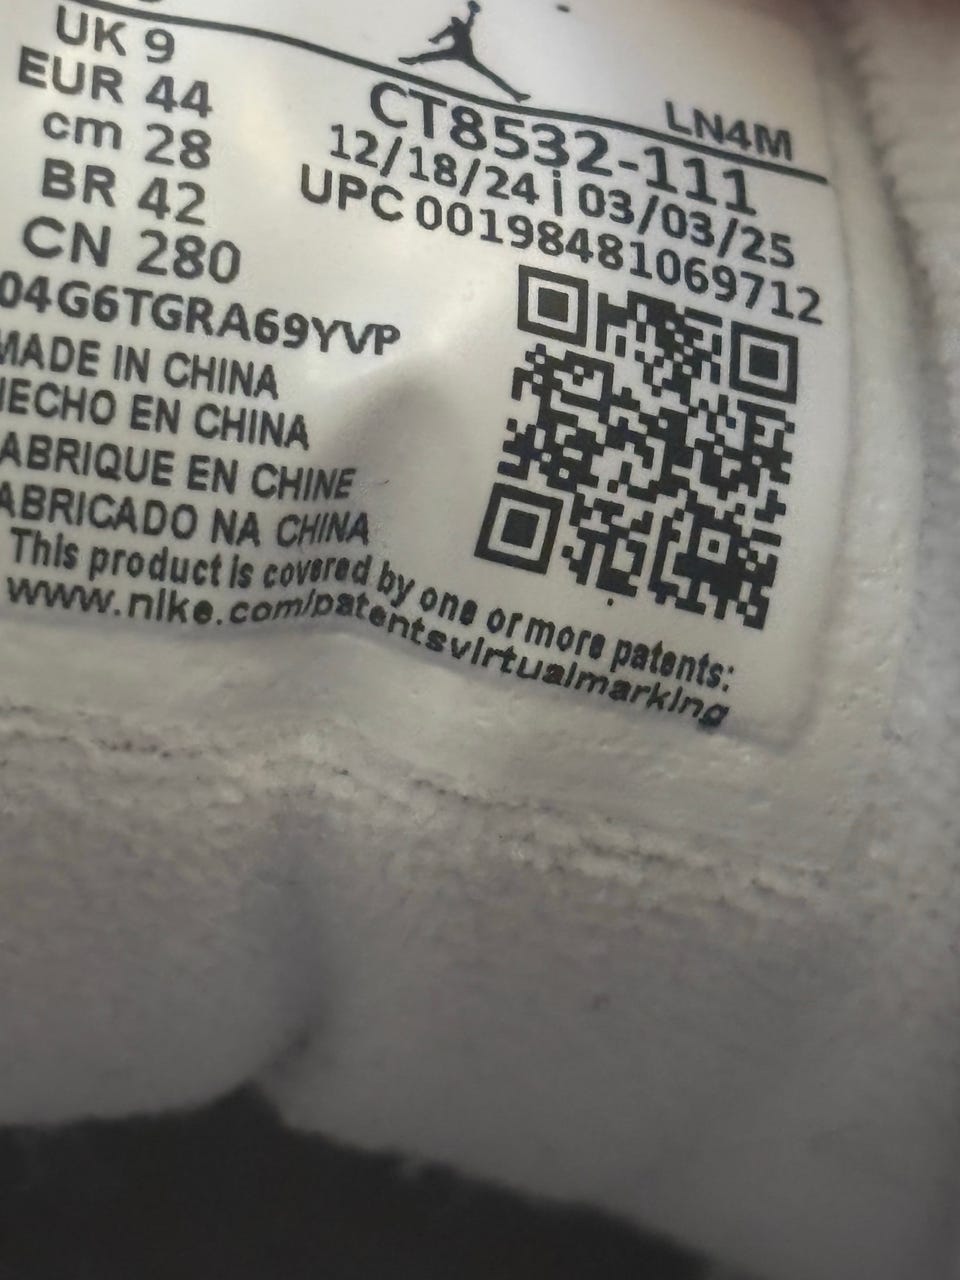 UK 9
EUR 44
cm 28
BR 42
CN 280
04G6TGRA69YVP
MADE IN CHINA
HECHO EN CHINA
FABRIQUE EN CHINE
FABRICADO NA CHINA
This product is covered by one or more patents:
www.nike.com/patentsvirtualmarking
LN4M
CT8532-111
12/18/24 | 03/03/25
UPC 00198481069712